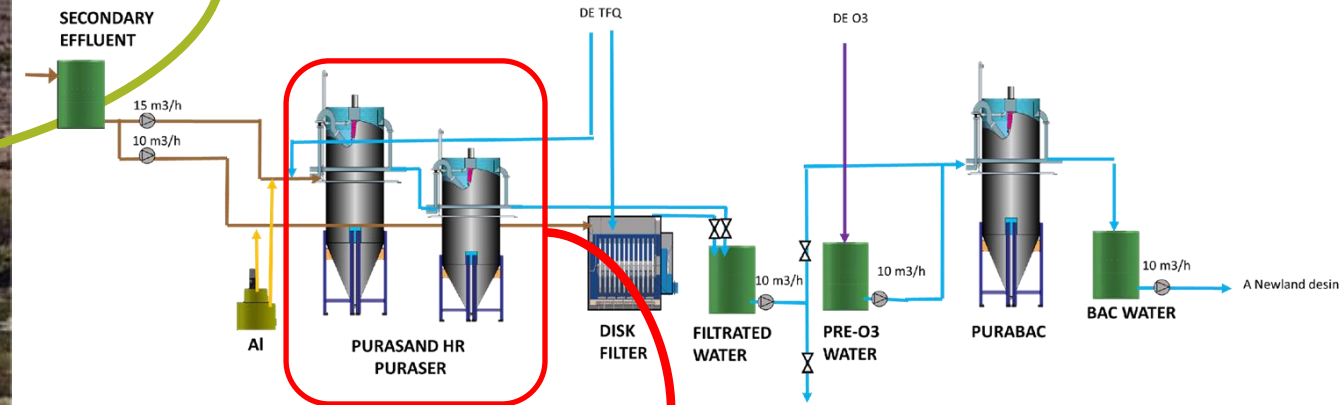 SECONDARY
EFFLUENT
DE TFQ
DE O3
15 m3/h
10 m3/h
Al
PURASAND HR
PURASER
DISK
FILTER
FILTRATED
WATER
10 m3/h
PRE-O3
WATER
10 m3/h
PURABAC
BAC WATER
10 m3/h
A Newland desin